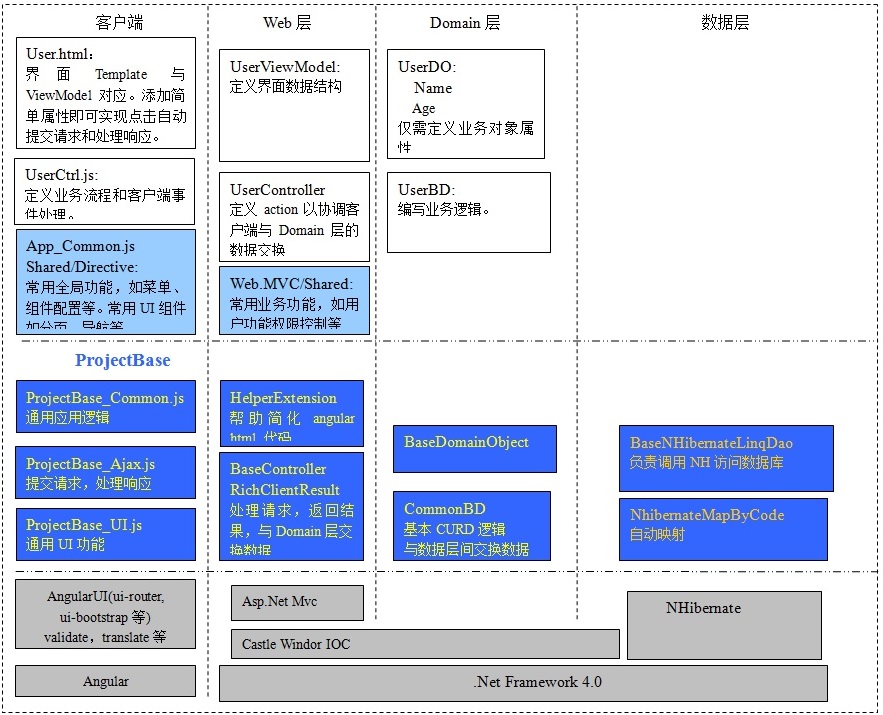 客户端
Web 层
Domain 层
数据层
User.html：
界面 Template 与
ViewModel 对应。添加简
单属性即可实现点击自动
提交请求和处理响应。
UserCtrl.js:
定义业务流程和客户端事
件处理。
App_Common.js
Shared/Directive:
常用全局功能，如菜单、
组件配置等。常用 UI 组件
如分页、导航等
UserViewModel:
定义界面数据结构
UserController
定义 action 以协调客
户端与 Domain 层的
数据交换
Web.MVC/Shared:
常用业务功能，如用
户功能权限控制等
UserDO:
Name
Age
仅需定义业务对象属
性
UserBD:
编写业务逻辑。
ProjectBase
ProjectBase_Common.js
通用应用逻辑
ProjectBase_Ajax.js
提交请求，处理响应
ProjectBase_UI.js
通用 UI 功能
HelperExtension
帮助简化 angular
html 代码
BaseController
RichClientResult
处理请求，返回结
果，与 Domain 层交
换数据
BaseDomainObject
CommonBD
基本 CURD 逻辑
与数据层间交换数据
BaseNHibernateLinqDao
负责调用 NH 访问数据库
NhibernateMapByCode
自动映射
AngularUI(ui-router,
ui-bootstrap 等)
validate，translate 等
Angular
Asp.Net Mvc
Castle Windor IOC
NHibernate
.Net Framework 4.0